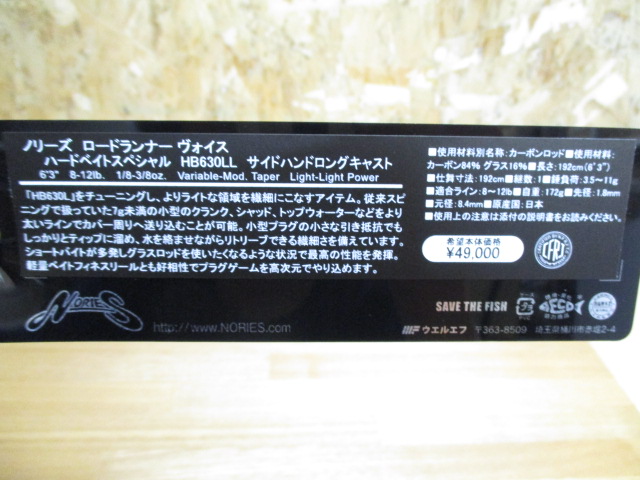 ノリーズ ロードランナー ヴォイス
ハードベイトスペシャル HB630LL サイドハンドロングキャスト
6'3" 8-12lb. 1/8-3/8oz. Variable-Mod. Taper Light-Light Power
「HB630L」をチューニングし、よりライトな領域を繊細にこなすアイテム。従来スピ
ニングで扱っていた7g未満の小型のクランク、シャッド、トップウォーターなどをより
太いラインでカバー周りへ送り込むことが可能。小型プラグの小さな引き抵抗でも
しっかりとティップに溜め、水を絡ませながらリトリーブできる繊細さを備えています。
ショートバイトが多発しグラスロッドを使いたくなるような状況で最高の性能を発揮。
軽量ベイトフィネスリールとも好相性でプラグゲームを高次元でやり込めます。
■使用材料別名称:カーボンロッド■使用材料:
カーボン84% グラス16%■長さ:192cm(6'3")
■仕舞寸法:192cm■継数:1■錘負荷:3.5〜11g
■適合ライン:8〜12lb■自重:172g■先径:1.8mm
■元径:8.4mm■原産国:日本
■使用上の注意は添付の説明書をお読みください。
希望本体価格
¥49,000
NORIES
http://www.NORIES.com
SAVE THE FISH
プラ
ECO
WF ウエルエフ 〒363-8509 埼玉県桶川市赤堀2-4